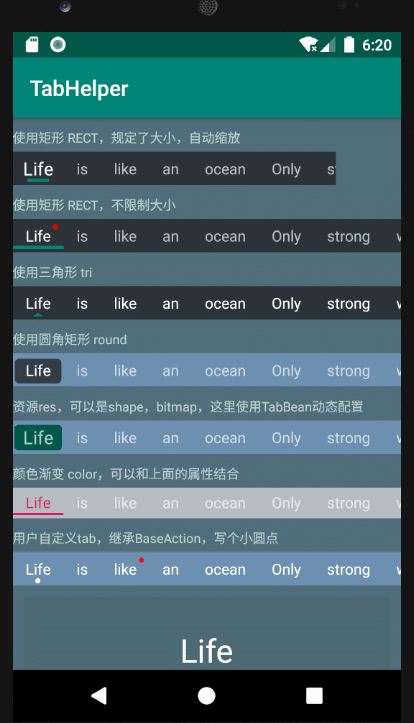 6:20
TabHelper
使用矩形 RECT，规定了大小，自动缩放
Life is like an ocean Only s
使用矩形 RECT，不限制大小
Life is like an ocean Only strong
使用三角形 tri
Life is like an ocean Only strong
使用圆角矩形 round
Life is like an ocean Only strong
资源res，可以是shape，bitmap，这里使用TabBean动态配置
Life is like an ocean Only strong
颜色渐变 color，可以和上面的属性结合
Life is like an ocean Only strong
用户自定义tab，继承BaseAction，写个小圆点
Life is like an ocean Only strong
Life